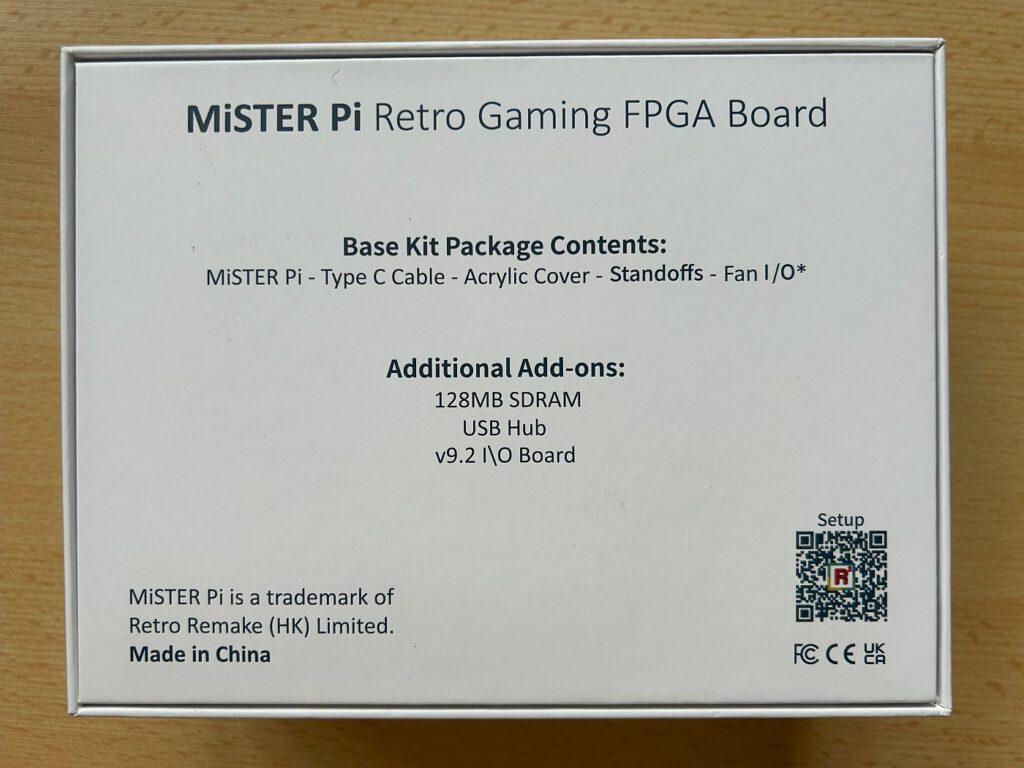 MiSTER Pi Retro Gaming FPGA Board
Base Kit Package Contents:
MiSTER Pi - Type C Cable - Acrylic Cover - Standoffs - Fan I/O*
Additional Add-ons:
128MB SDRAM
USB Hub
v9.2 I\O Board
Setup
R
MiSTER Pi is a trademark of
Retro Remake (HK) Limited.
Made in China
FC CE UK CA